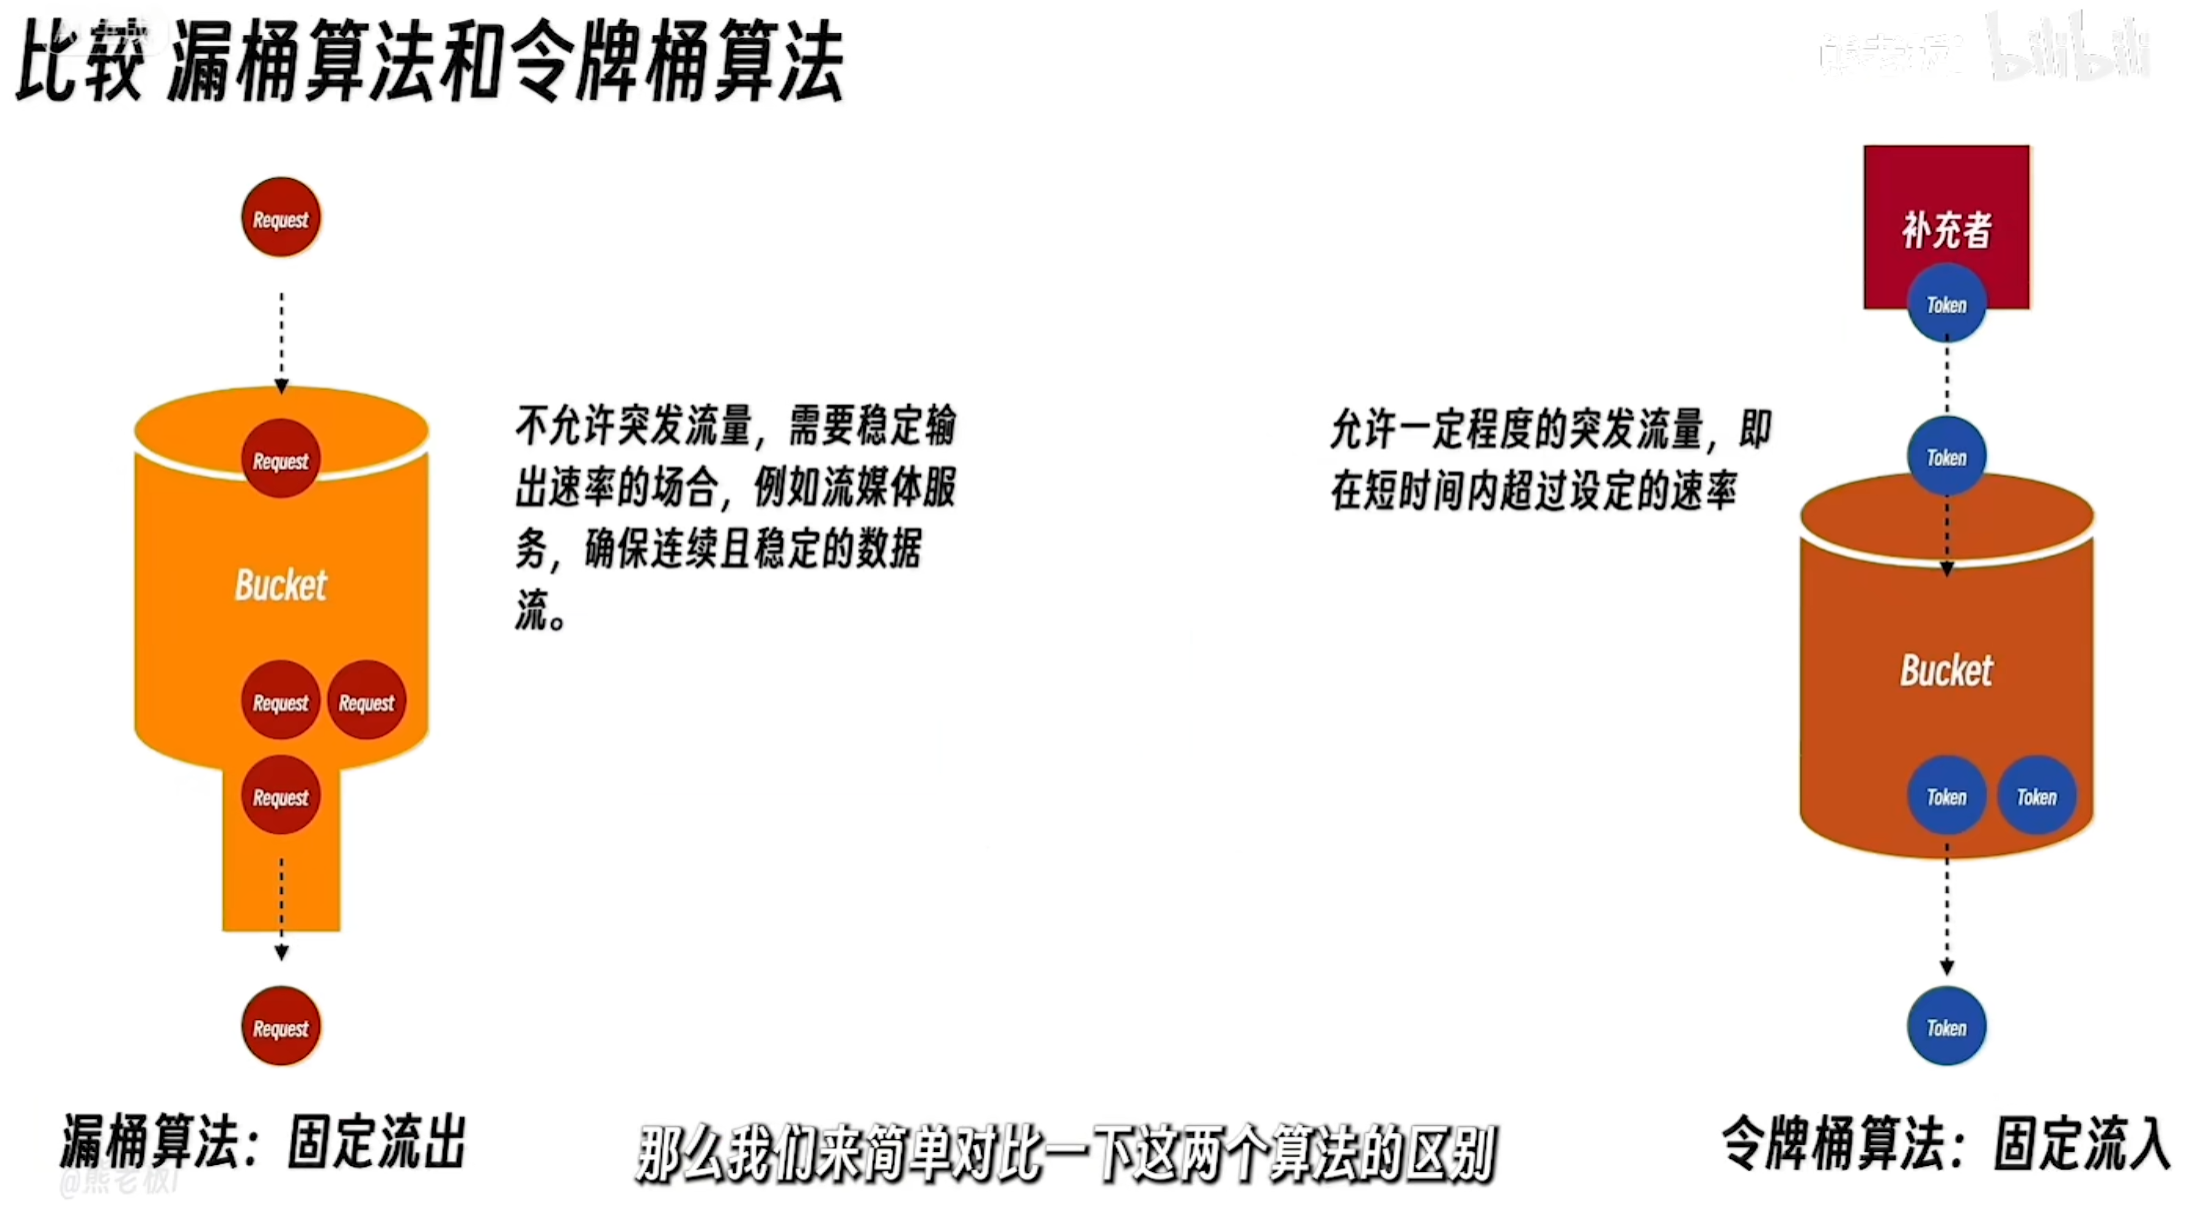 比较 漏桶算法和令牌桶算法
bilibili
Request
Request
Bucket
Request Request
Request
Request
漏桶算法：固定流出
不允许突发流量，需要稳定输
出速率的场合，例如流媒体服
务，确保连续且稳定的数据
流。
允许一定程度的突发流量，即
在短时间内超过设定的速率
补充者
Token
Token
Bucket
Token Token
Token
令牌桶算法：固定流入
@熊老板
那么我们来简单对比一下这两个算法的区别